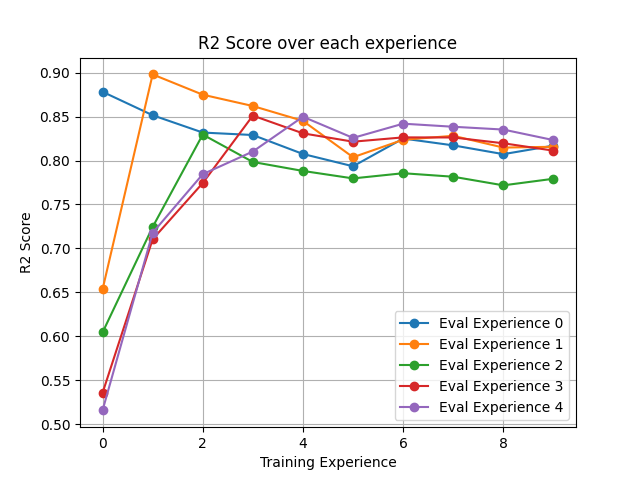 R2 Score over each experience
0.90
0.85
0.80
0.75
0.70
0.65
0.60
0.55
0.50
R2 Score
Eval Experience 0
Eval Experience 1
Eval Experience 2
Eval Experience 3
Eval Experience 4
0 2 4 6 8
Training Experience